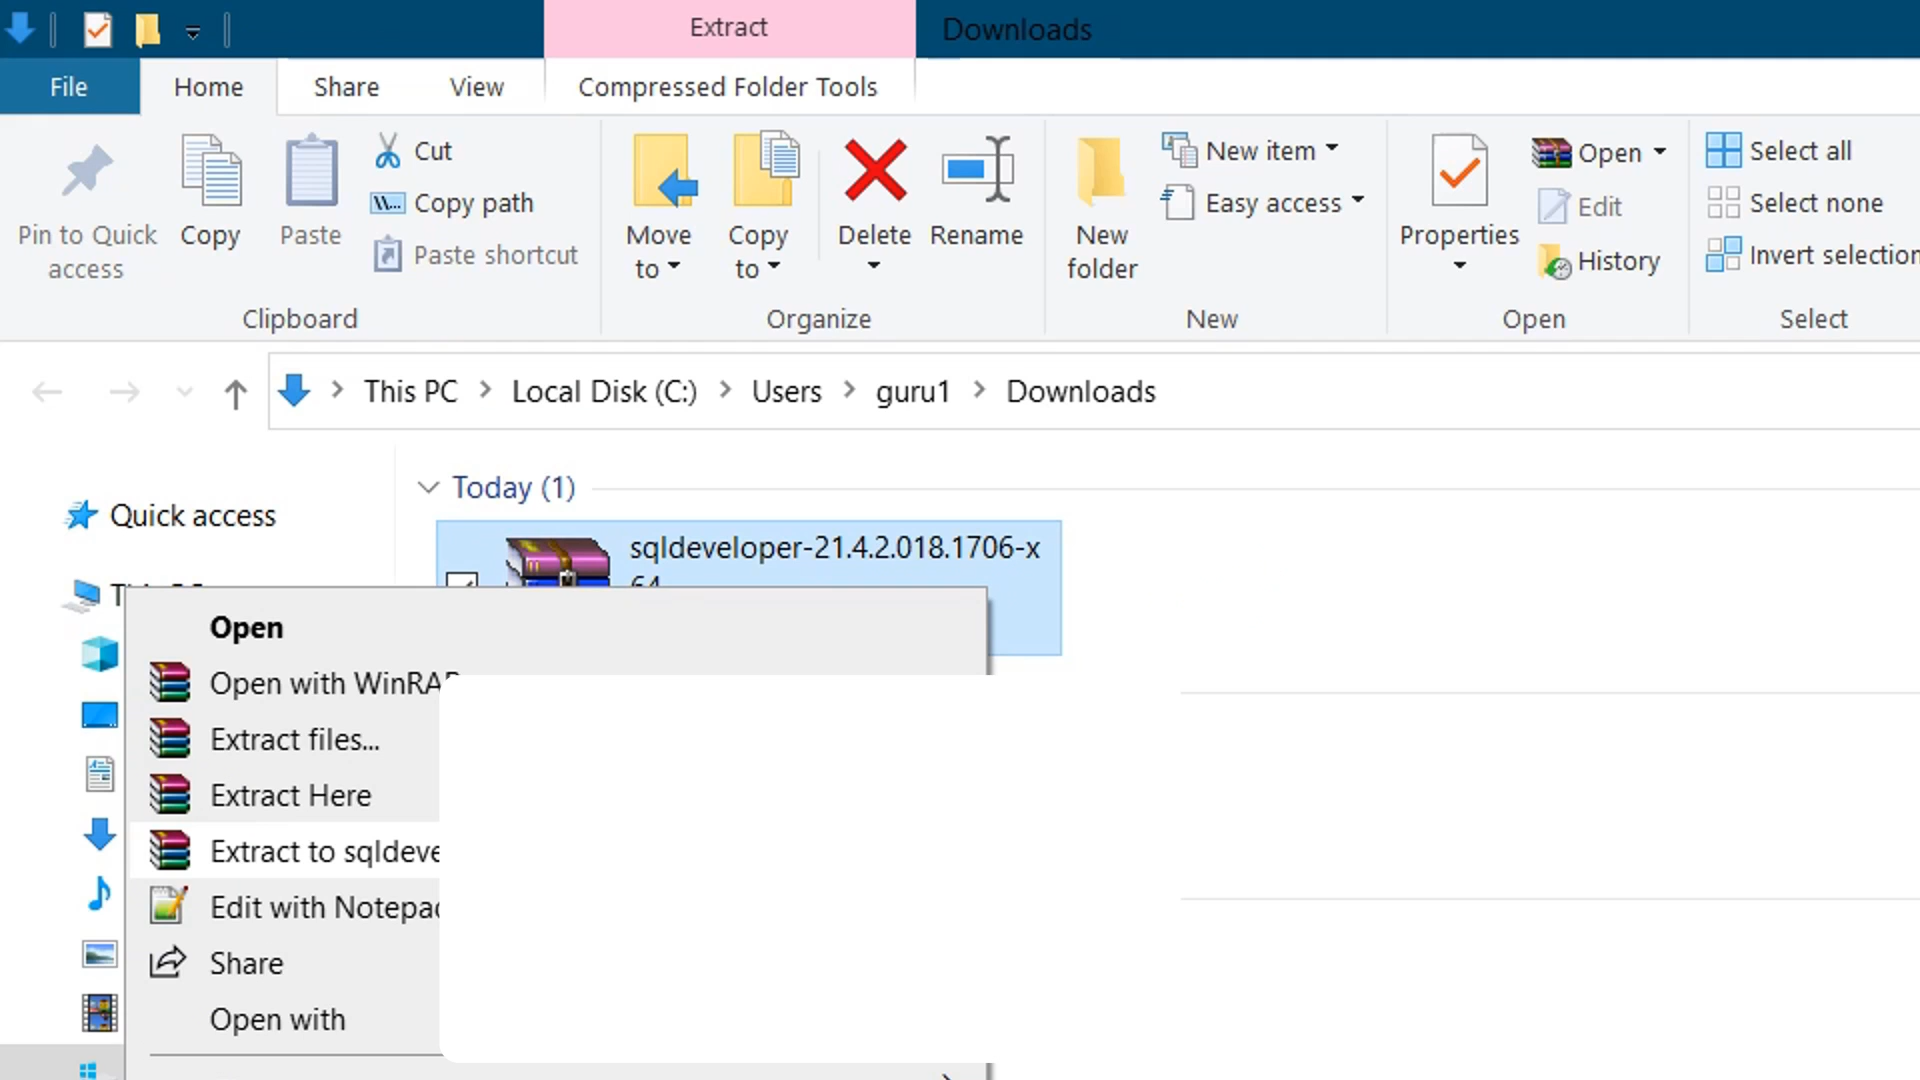 Extract
Downloads
File
Home
Share
View
Compressed Folder Tools
Pin to Quick access
Copy
Paste
Cut
Copy path
Paste shortcut
Move to
Copy to
Delete
Rename
New folder
New item
Easy access
Properties
Open
Edit
History
Select all
Select none
Invert selection
Clipboard
Organize
New
Open
Select
This PC
Local Disk (C:)
Users
guru1
Downloads
Quick access
Today (1)
sqldeveloper-21.4.2.018.1706-x
64
Open
Open with WinRAR
Extract files...
Extract Here
Extract to sqldeve
Edit with Notepad
Share
Open with